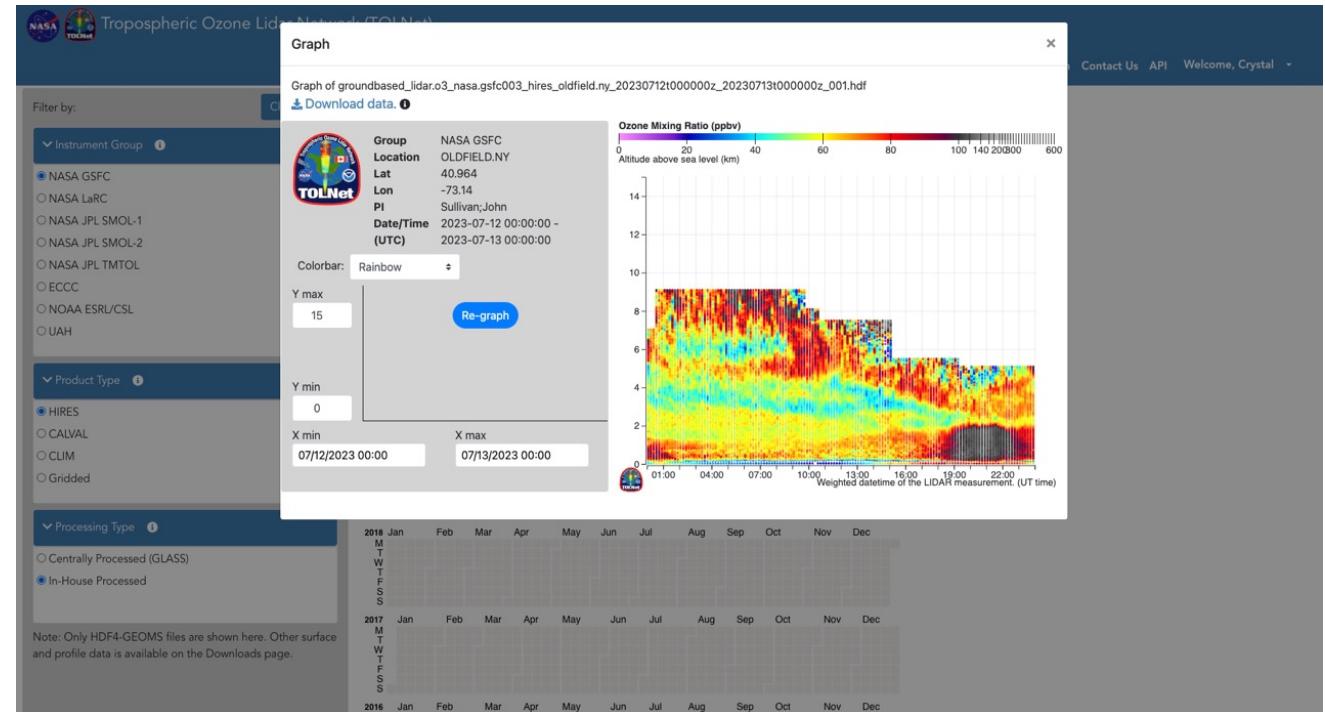 NASA
TOLNet
Tropospheric Ozone Lidar Network (TOLNet)
Contact Us API Welcome, Crystal
Filter by:
Instrument Group
NASA GSFC
NASA LaRC
NASA JPL SMOL-1
NASA JPL SMOL-2
NASA JPL TMTOL
ECCC
NOAA ESRL/CSL
UAH
Product Type
HIRES
CALVAL
CLIM
Gridded
Processing Type
Centrally Processed (GLASS)
In-House Processed
Note: Only HDF4-GEOMS files are shown here. Other surface
and profile data is available on the Downloads page.
Graph ×
Graph of groundbased_lidar.o3_nasa.gsfc003_hires_oldfield.ny_20230712t000000z_20230713t000000z_001.hdf
Download data.
TOLNet
Group NASA GSFC
Location OLDFIELD.NY
Lat 40.964
Lon -73.14
PI Sullivan;John
Date/Time 2023-07-12 00:00:00 -
(UTC) 2023-07-13 00:00:00
Colorbar: Rainbow
Y max
15
Re-graph
Y min
0
X min X max
07/12/2023 00:00 07/13/2023 00:00
Ozone Mixing Ratio (ppbv)
0 20 40 60 80 100 140 200 300 600
Altitude above sea level (km)
14
12
10
8
6
4
2
0
01:00 04:00 07:00 10:00 13:00 16:00 19:00 22:00
Weighted datetime of the LIDAR measurement. (UT time)
2018 Jan Feb Mar Apr May Jun Jul Aug Sep Oct Nov Dec
M
T
W
T
F
S
S
2017 Jan Feb Mar Apr May Jun Jul Aug Sep Oct Nov Dec
M
T
W
T
F
S
S
2016 Jan Feb Mar Apr May Jun Jul Aug Sep Oct Nov Dec